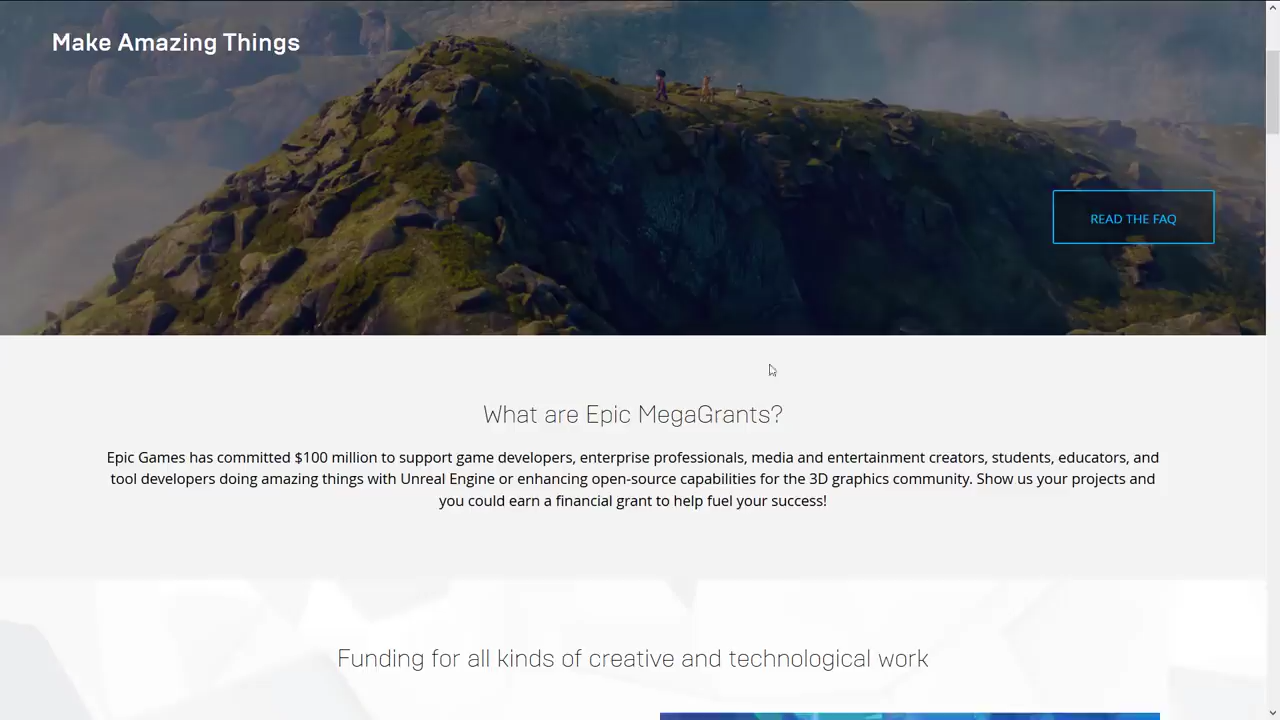 Make Amazing Things
READ THE FAQ
What are Epic MegaGrants?
Epic Games has committed $100 million to support game developers, enterprise professionals, media and entertainment creators, students, educators, and
tool developers doing amazing things with Unreal Engine or enhancing open-source capabilities for the 3D graphics community. Show us your projects and
you could earn a financial grant to help fuel your success!
Funding for all kinds of creative and technological work